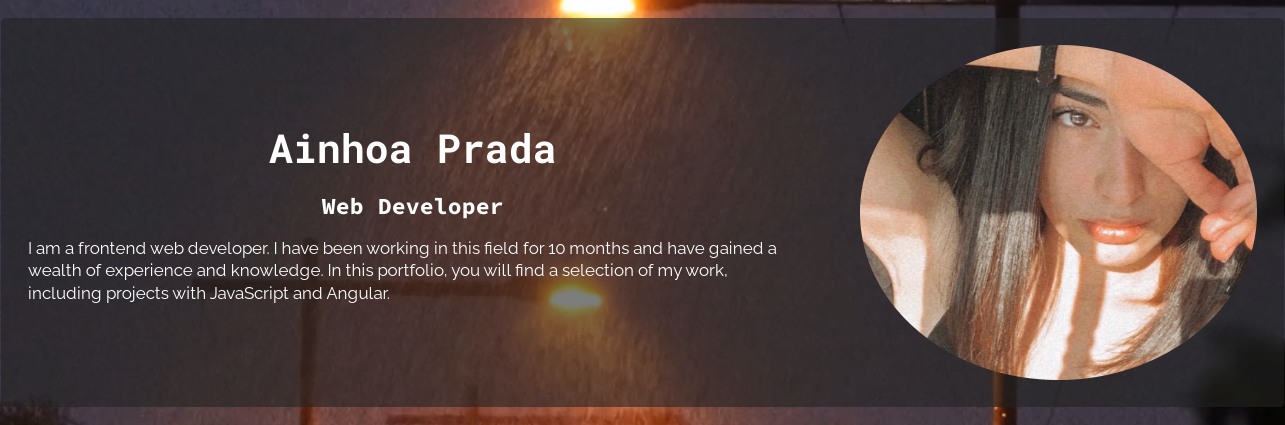 Ainhoa Prada
Web Developer
I am a frontend web developer. I have been working in this field for 10 months and have gained a
wealth of experience and knowledge. In this portfolio, you will find a selection of my work,
including projects with JavaScript and Angular.